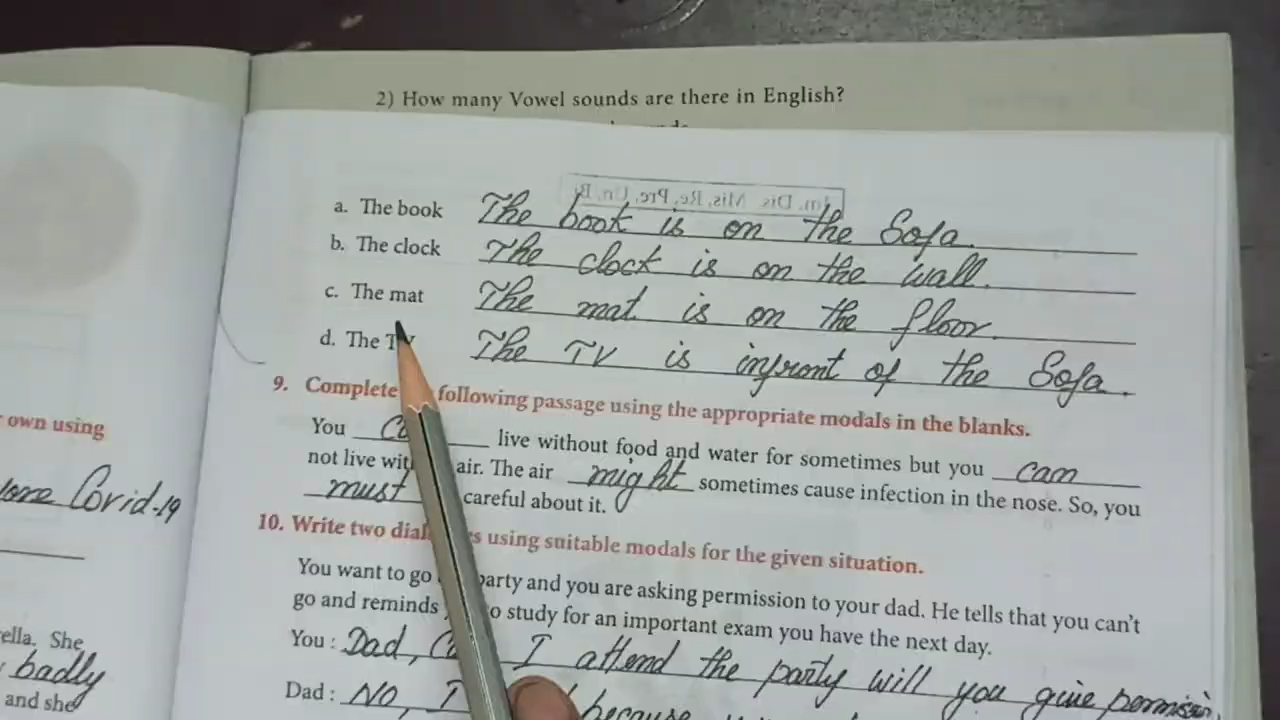 2) How many Vowel sounds are there in English?
a. The book The book is on the Sofa.
b. The clock The clock is on the wall.
c. The mat The mat is on the floor.
d. The TV The TV is infront of the Sofa.
own using
9. Complete following passage using the appropriate modals in the blanks.
You live without food and water for sometimes but you can
not live air. The air might sometimes cause infection in the nose. So, you
must careful about it.
Covid-19
10. Write two using suitable modals for the given situation.
You want to go party and you are asking permission to your dad. He tells that you can't
go and reminds to study for an important exam you have the next day.
She
badly
and she
You : Dad, I attend the party will you give
Dad : No, because